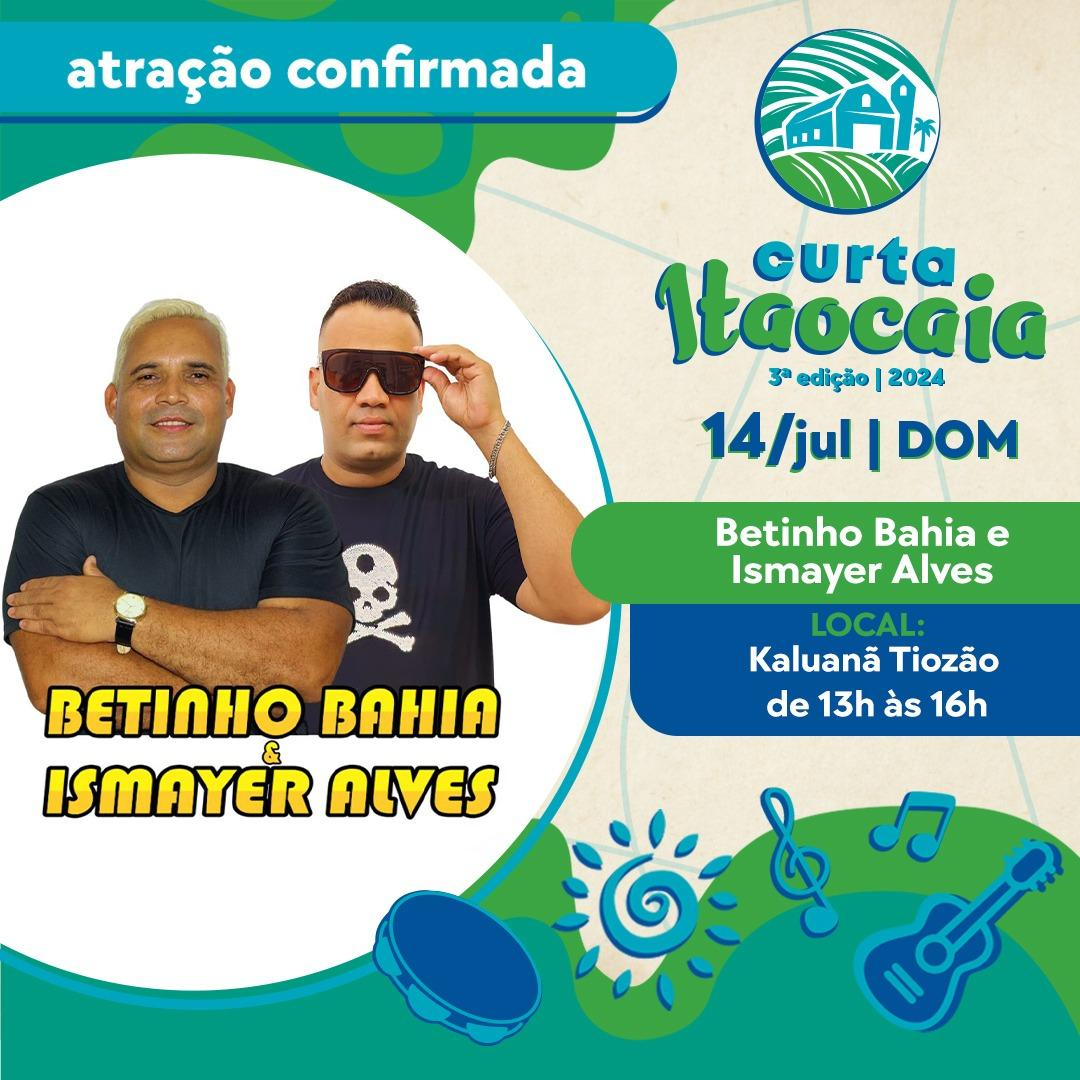 atração confirmada
curta
Itaocaia
3ª edição | 2024
14/jul | DOM
Betinho Bahia e
Ismayer Alves
LOCAL:
Kaluanã Tiozão
de 13h às 16h
BETINHO BAHIA
&
ISMAYER ALVES